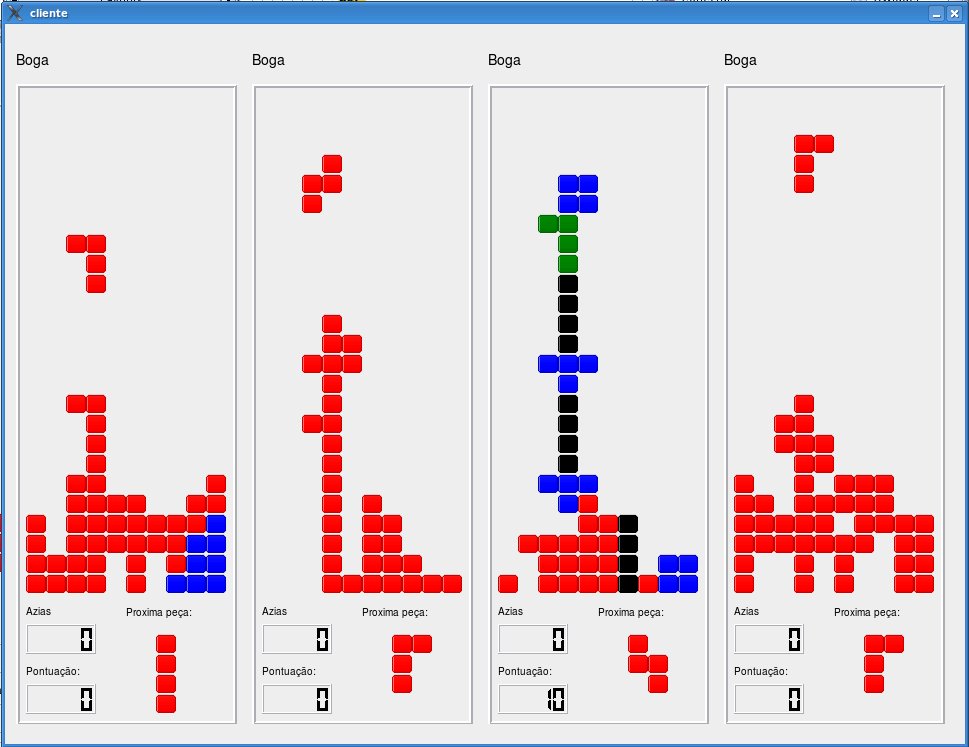 cliente
Boga Boga Boga Boga
Azias Proxima peça: Azias Proxima peça: Azias Proxima peça: Azias Proxima peça:
0 0 0 0
Pontuação: Pontuação: Pontuação: Pontuação:
0 0 10 0